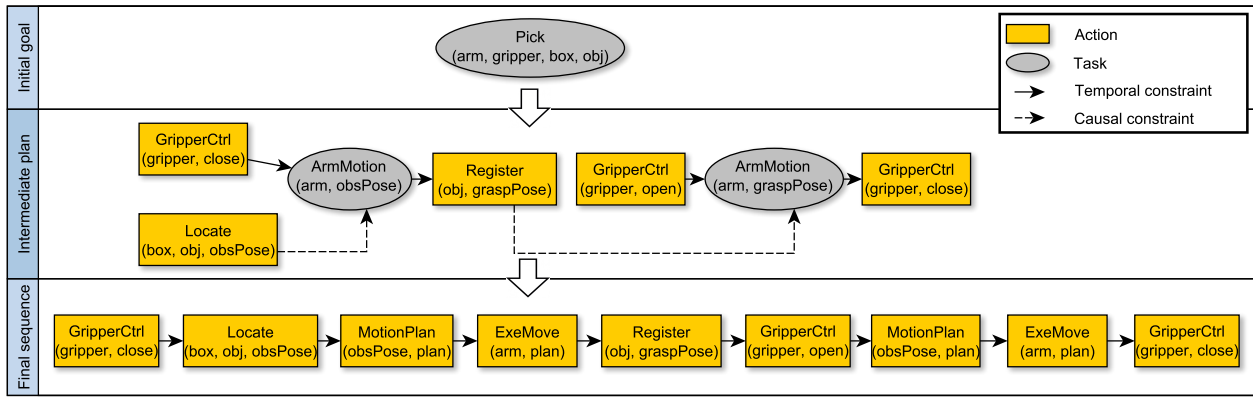 Initial goal
Pick
(arm, gripper, box, obj)
Action
Task
Temporal constraint
Causal constraint
Intermediate plan
GripperCtrl
(gripper, close)
ArmMotion
(arm, obsPose)
Register
(obj, graspPose)
GripperCtrl
(gripper, open)
ArmMotion
(arm, graspPose)
GripperCtrl
(gripper, close)
Locate
(box, obj, obsPose)
Final sequence
GripperCtrl
(gripper, close)
Locate
(box, obj, obsPose)
MotionPlan
(obsPose, plan)
ExeMove
(arm, plan)
Register
(obj, graspPose)
GripperCtrl
(gripper, open)
MotionPlan
(obsPose, plan)
ExeMove
(arm, plan)
GripperCtrl
(gripper, close)